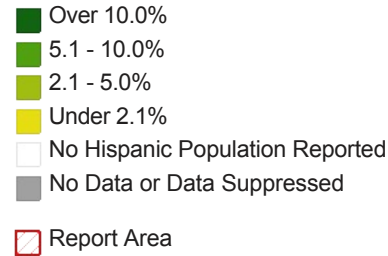 Over 10.0%
5.1 - 10.0%
2.1 - 5.0%
Under 2.1%
No Hispanic Population Reported
No Data or Data Suppressed
Report Area